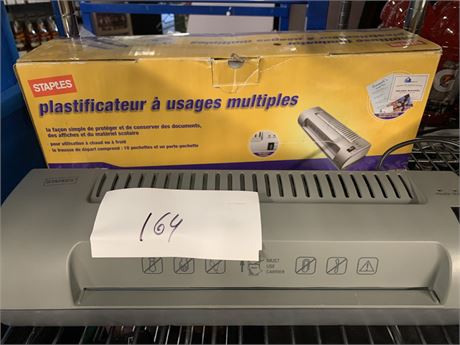 STAPLES
plastificateur à usages multiples
la façon simple de protéger et de conserver des documents,
des affiches et du matériel scolaire
· pour utilisation à chaud ou à froid
· la trousse de départ comprend : 10 pochettes et un porte-pochette
STAPLES
164
MUST
USE
CARRIER